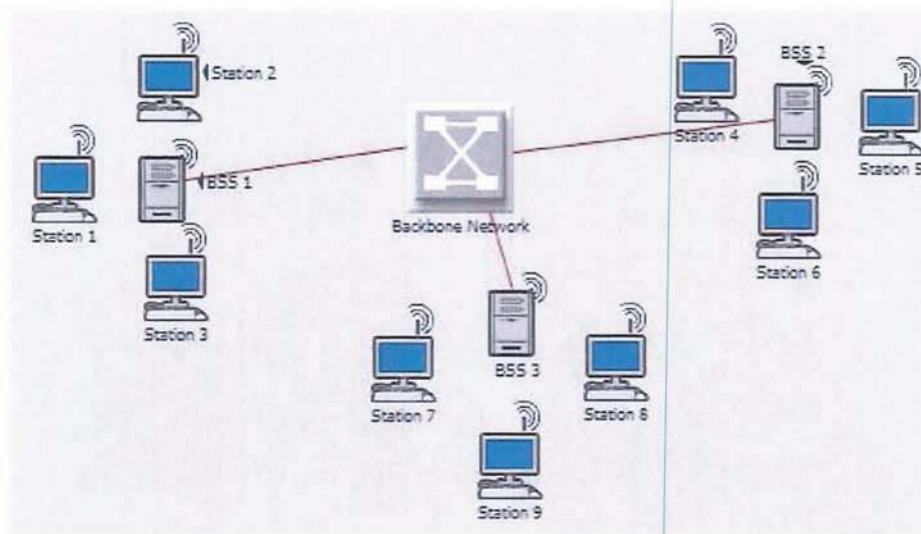 Station 2
BSS 1
Station 1
Station 3
Backbone Network
BSS 2
Station 4
Station 5
Station 6
BSS 3
Station 7
Station 8
Station 9